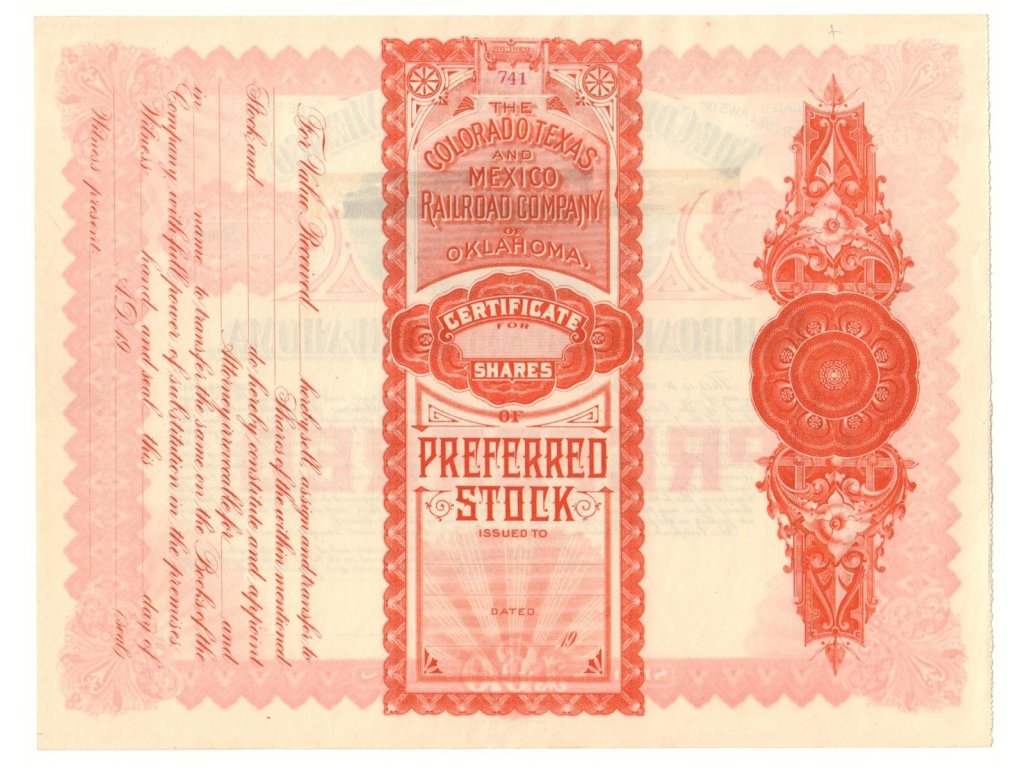 For Value Received hereby sell, assign and transfer to
Shares of the within mentioned
Stock, and do hereby constitute and appoint
Attorney irrevocable for and
in name to transfer the same on the Books of the
Company with full power of substitution in the premises.
Witness hand and seal this day of
A.D. 19
Witness present (seal)
NUMBER
741
THE
COLORADO, TEXAS
AND
MEXICO
RAILROAD COMPANY
OF
OKLAHOMA.
CERTIFICATE
FOR
SHARES
OF
PREFERRED
STOCK
ISSUED TO
DATED
19